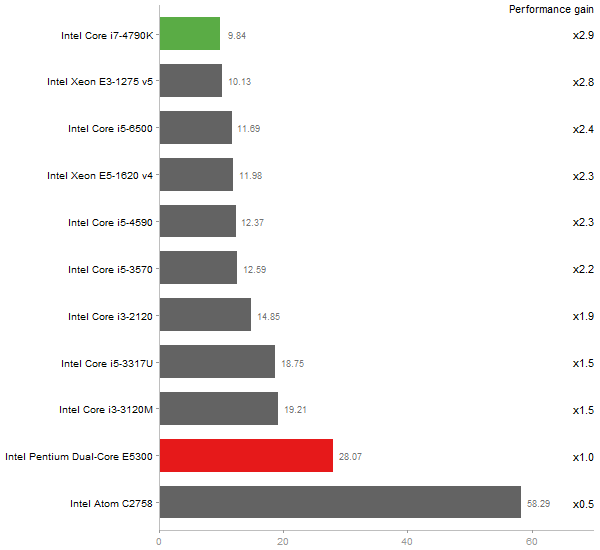 Performance gain
Intel Core i7-4790K 9.84 x2.9
Intel Xeon E3-1275 v5 10.13 x2.8
Intel Core i5-6500 11.69 x2.4
Intel Xeon E5-1620 v4 11.98 x2.3
Intel Core i5-4590 12.37 x2.3
Intel Core i5-3570 12.59 x2.2
Intel Core i3-2120 14.85 x1.9
Intel Core i5-3317U 18.75 x1.5
Intel Core i3-3120M 19.21 x1.5
Intel Pentium Dual-Core E5300 28.07 x1.0
Intel Atom C2758 58.29 x0.5
0 20 40 60